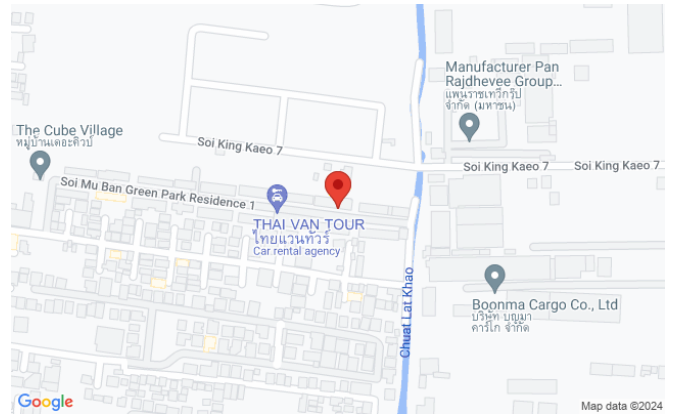 Manufacturer Pan
Rajdhevee Group...
แพนราชเทวีกรุ๊ป
จำกัด (มหาชน)
The Cube Village
หมู่บ้านเดอะคิวบ์
Soi King Kaeo 7
Soi King Kaeo 7
Soi King Kaeo 7
Soi Mu Ban Green Park Residence 1
THAI VAN TOUR
ไทยแวนทัวร์
Car rental agency
Chuat Lat Khao
Boonma Cargo Co., Ltd
บริษัท บุญมา
คาร์โก จำกัด
Google
Map data ©2024